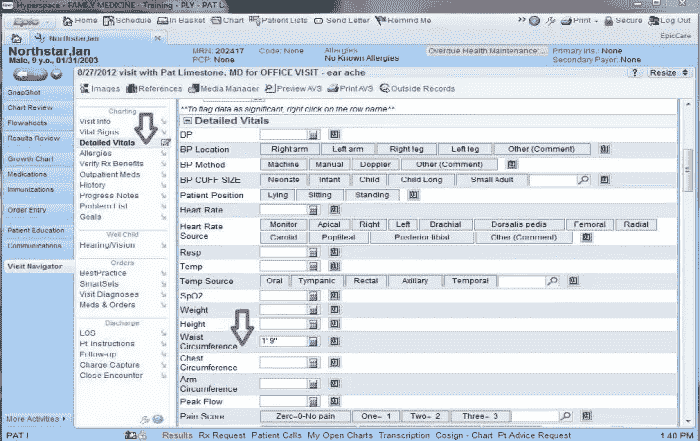 Hyperspace - FAMILY MEDICINE - Training - PLY - PAT L
Epic Home Schedule In Basket Chart Patient Lists Send Letter Remind Me Print Secure Log Out
Northstar,Ian
EpicCare
Northstar,Ian
Male, 9 y.o., 01/31/2003
MRN: 202417
PCP: None
Code: None
Allergies
No Known Allergies
Overdue Health Maintenance:...
Primary Ins.: None
Secondary Payor: None
8/27/2012 visit with Pat Limestone, MD for OFFICE VISIT - ear ache
? Resize
Images References Media Manager Preview AVS Print AVS Outside Records
SnapShot
Chart Review
Flowsheets
Results Review
Growth Chart
Medications
Immunizations
Order Entry
Patient Education
Communications
Visit Navigator
More Activities
Charting
Visit Info
Vital Signs
Detailed Vitals
Allergies
Verify Rx Benefits
Outpatient Meds
History
Progress Notes
Problem List
Goals
Well Child
Hearing/Vision
Orders
BestPractice
SmartSets
Visit Diagnoses
Meds & Orders
Discharge
LOS
Pt Instructions
Follow-up
Charge Capture
Close Encounter
**To flag data as significant, right click on the row name**
Detailed Vitals
BP
BP Location Right arm Left arm Right leg Left leg Other (Comment)
BP Method Machine Manual Doppler Other (Comment)
BP CUFF SIZE Neonate Infant Child Child Long Small Adult
Patient Position Lying Sitting Standing
Heart Rate
Heart Rate Source Monitor Apical Right Left Brachial Dorsalis pedis Femoral Radial
Carotid Popliteal Posterior tibial Other (Comment)
Resp
Temp
Temp Source Oral Tympanic Rectal Axillary Temporal
SpO2
Weight
Height
Waist
Circumference 1' 9"
Chest
Circumference
Arm
Circumference
Peak Flow
Pain Score Zero=0-No pain One= 1 Two= 2 Three= 3
PAT L
Results Rx Request Patient Calls My Open Charts Transcription Cosign - Chart Pt Advice Request
1:40 PM